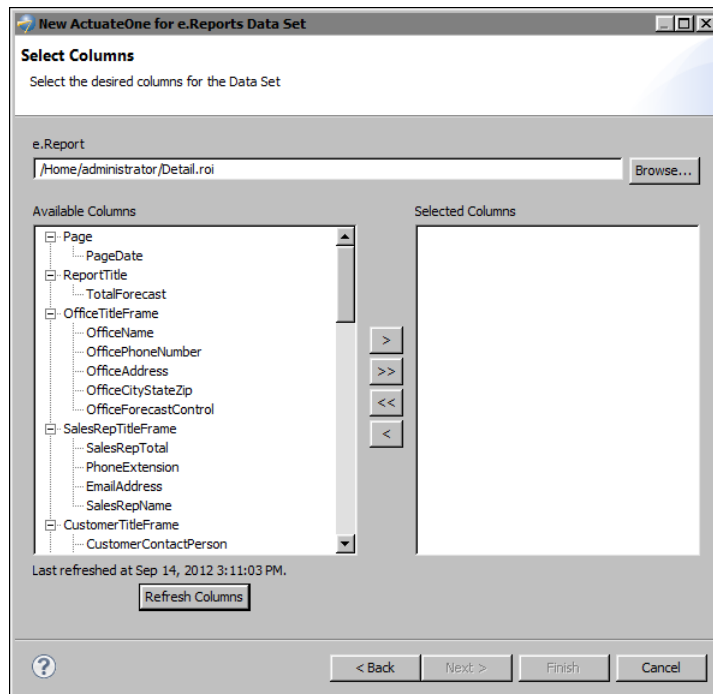 New ActuateOne for e.Reports Data Set
Select Columns
Select the desired columns for the Data Set
e.Report
/Home/administrator/Detail.roi
Browse...
Available Columns
Selected Columns
Page
PageDate
ReportTitle
TotalForecast
OfficeTitleFrame
OfficeName
OfficePhoneNumber
OfficeAddress
OfficeCityStateZip
OfficeForecastControl
SalesRepTitleFrame
SalesRepTotal
PhoneExtension
EmailAddress
SalesRepName
CustomerTitleFrame
CustomerContactPerson
>
>>
<<
<
Last refreshed at Sep 14, 2012 3:11:03 PM.
Refresh Columns
?
< Back
Next >
Finish
Cancel